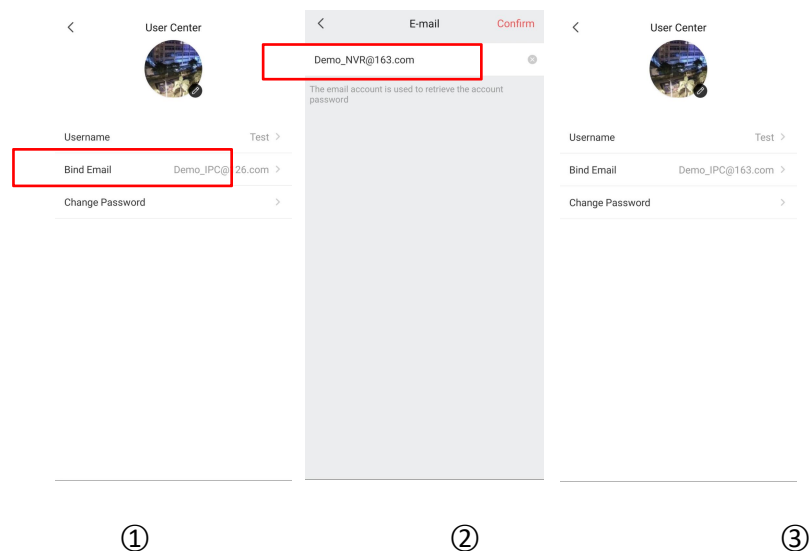 User Center
Username Test
Bind Email Demo_IPC@126.com
Change Password
E-mail Confirm
Demo_NVR@163.com
The email account is used to retrieve the account
password
User Center
Username Test
Bind Email Demo_IPC@163.com
Change Password
① ② ③